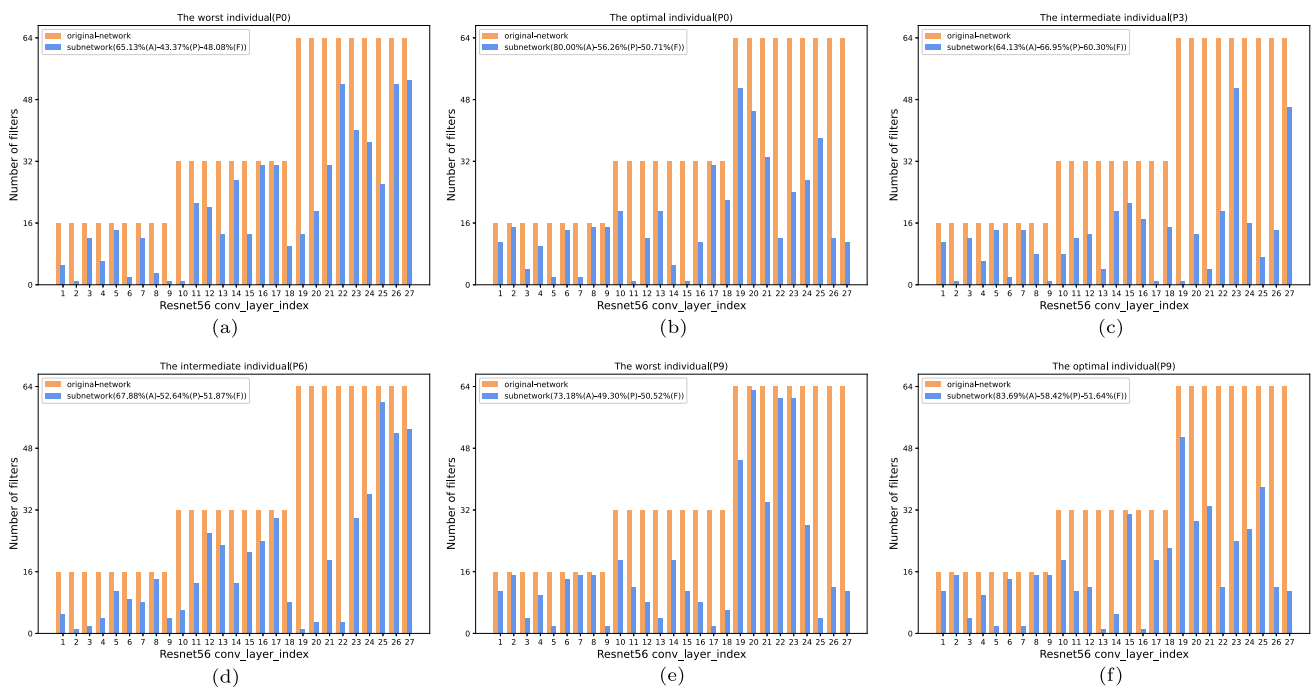 The worst individual(P0)
original-network
subnetwork(65.13%(A)-43.37%(P)-48.08%(F))
Number of filters
64
48
32
16
0
1 2 3 4 5 6 7 8 9 10 11 12 13 14 15 16 17 18 19 20 21 22 23 24 25 26 27
Resnet56 conv_layer_index
(a)
The optimal individual(P0)
original-network
subnetwork(80.00%(A)-56.26%(P)-50.71%(F))
Number of filters
64
48
32
16
0
1 2 3 4 5 6 7 8 9 10 11 12 13 14 15 16 17 18 19 20 21 22 23 24 25 26 27
Resnet56 conv_layer_index
(b)
The intermediate individual(P3)
original-network
subnetwork(64.13%(A)-66.95%(P)-60.30%(F))
Number of filters
64
48
32
16
0
1 2 3 4 5 6 7 8 9 10 11 12 13 14 15 16 17 18 19 20 21 22 23 24 25 26 27
Resnet56 conv_layer_index
(c)
The intermediate individual(P6)
original-network
subnetwork(67.88%(A)-52.64%(P)-51.87%(F))
Number of filters
64
48
32
16
0
1 2 3 4 5 6 7 8 9 10 11 12 13 14 15 16 17 18 19 20 21 22 23 24 25 26 27
Resnet56 conv_layer_index
(d)
The worst individual(P9)
original-network
subnetwork(73.18%(A)-49.30%(P)-50.52%(F))
Number of filters
64
48
32
16
0
1 2 3 4 5 6 7 8 9 10 11 12 13 14 15 16 17 18 19 20 21 22 23 24 25 26 27
Resnet56 conv_layer_index
(e)
The optimal individual(P9)
original-network
subnetwork(83.69%(A)-58.42%(P)-51.64%(F))
Number of filters
64
48
32
16
0
1 2 3 4 5 6 7 8 9 10 11 12 13 14 15 16 17 18 19 20 21 22 23 24 25 26 27
Resnet56 conv_layer_index
(f)